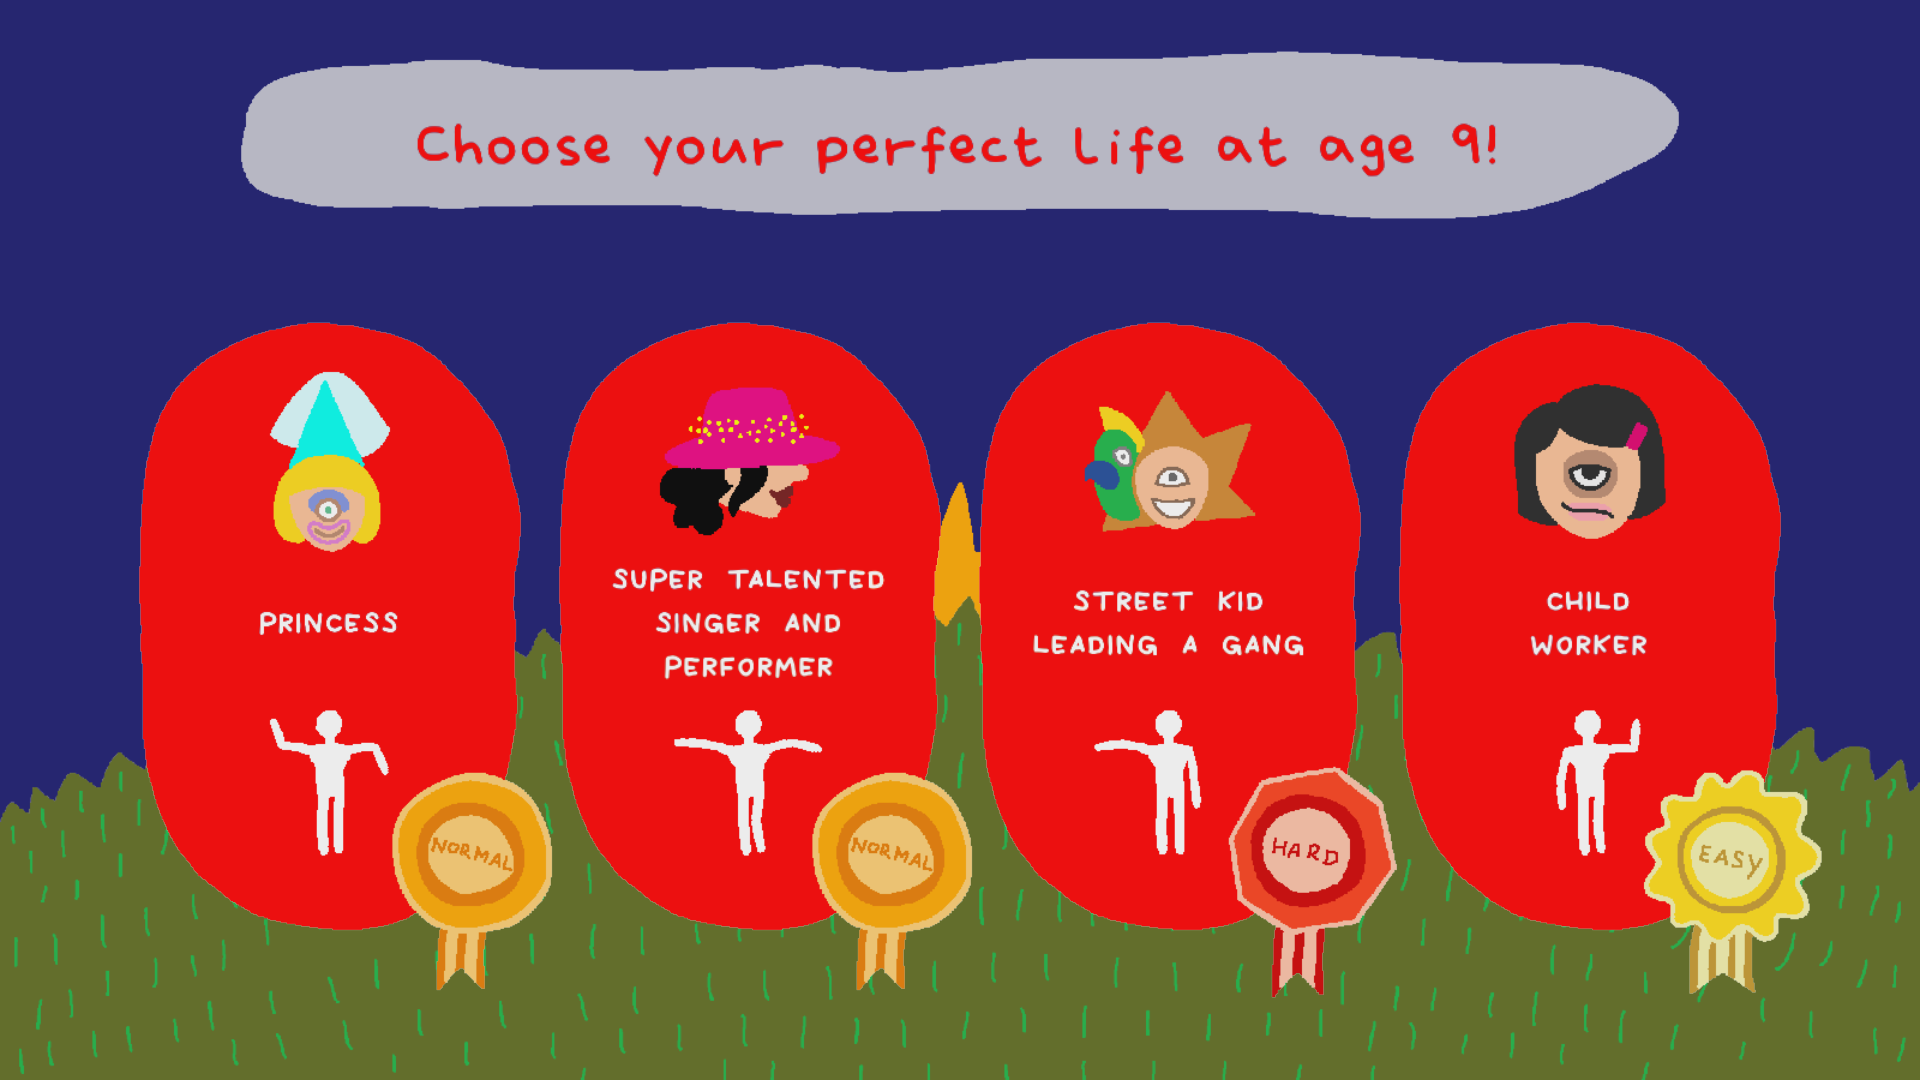 Choose your perfect life at age 9!
PRINCESS
SUPER TALENTED
SINGER AND
PERFORMER
STREET KID
LEADING A GANG
CHILD
WORKER
NORMAL
NORMAL
HARD
EASY